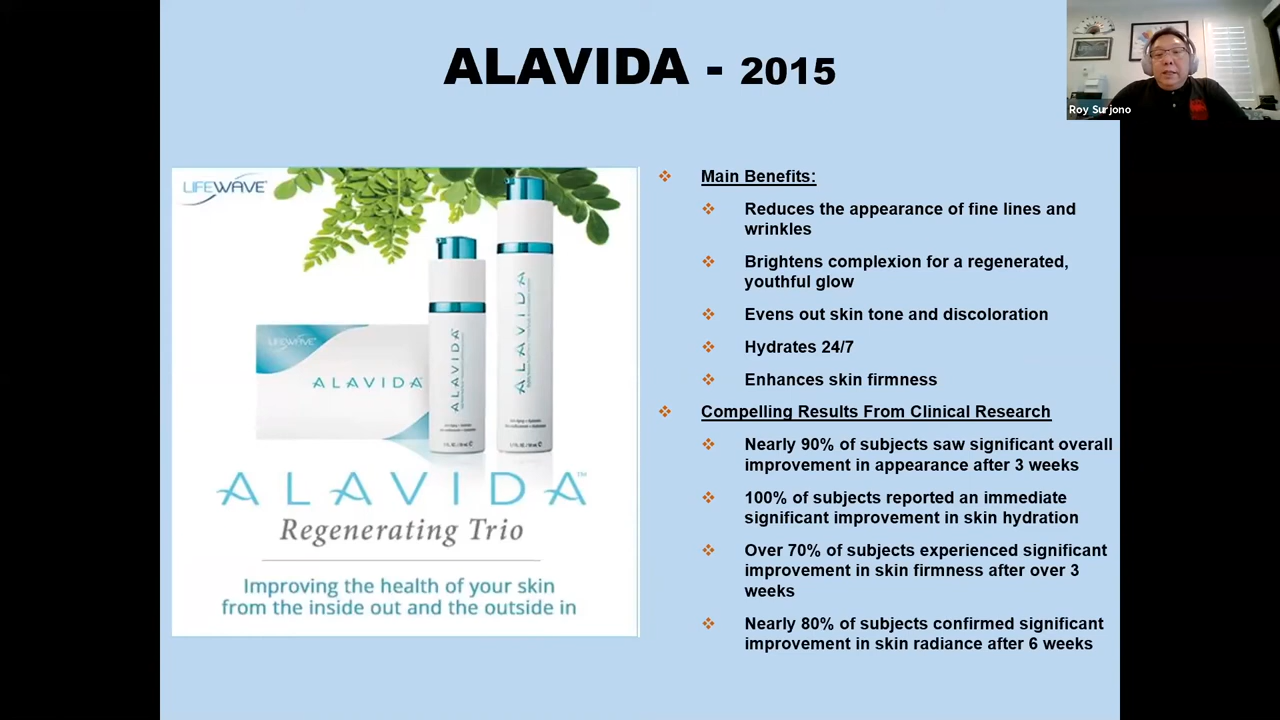 ALAVIDA - 2015
Roy Surjono
LIFEWAVE
LIFEWAVE
ALAVIDA
ALAVIDA
ALAVIDA
ALAVIDA™
Regenerating Trio
Improving the health of your skin
from the inside out and the outside in
Main Benefits:
Reduces the appearance of fine lines and
wrinkles
Brightens complexion for a regenerated,
youthful glow
Evens out skin tone and discoloration
Hydrates 24/7
Enhances skin firmness
Compelling Results From Clinical Research
Nearly 90% of subjects saw significant overall
improvement in appearance after 3 weeks
100% of subjects reported an immediate
significant improvement in skin hydration
Over 70% of subjects experienced significant
improvement in skin firmness after over 3
weeks
Nearly 80% of subjects confirmed significant
improvement in skin radiance after 6 weeks